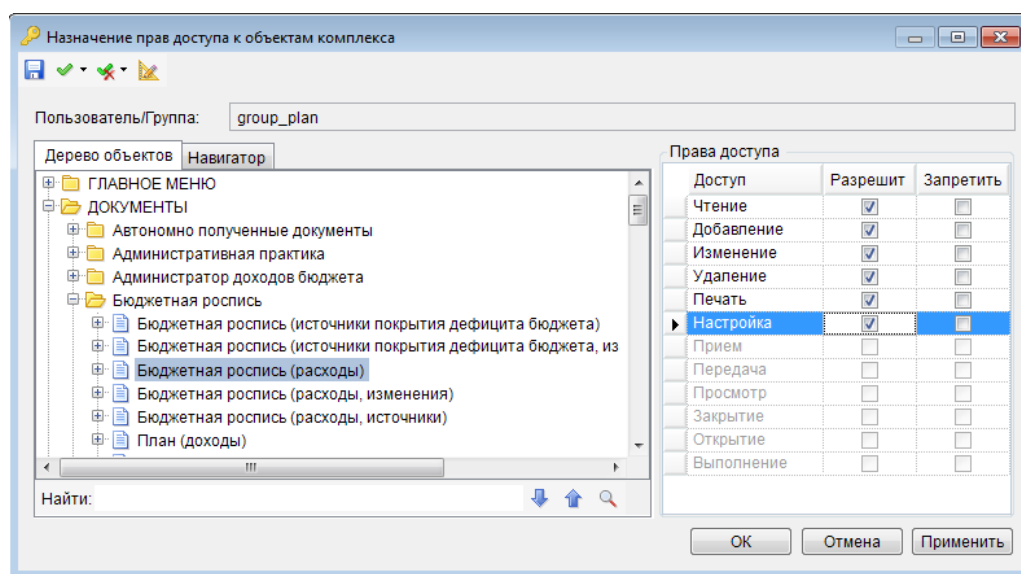 Назначение прав доступа к объектам комплекса
Пользователь/Группа: group_plan
Дерево объектов Навигатор
ГЛАВНОЕ МЕНЮ
ДОКУМЕНТЫ
Автономно полученные документы
Административная практика
Администратор доходов бюджета
Бюджетная роспись
Бюджетная роспись (источники покрытия дефицита бюджета)
Бюджетная роспись (источники покрытия дефицита бюджета, из
Бюджетная роспись (расходы)
Бюджетная роспись (расходы, изменения)
Бюджетная роспись (расходы, источники)
План (доходы)
Найти:
Права доступа
Доступ Разрешит Запретить
Чтение
Добавление
Изменение
Удаление
Печать
Настройка
Прием
Передача
Просмотр
Закрытие
Открытие
Выполнение
ОК Отмена Применить